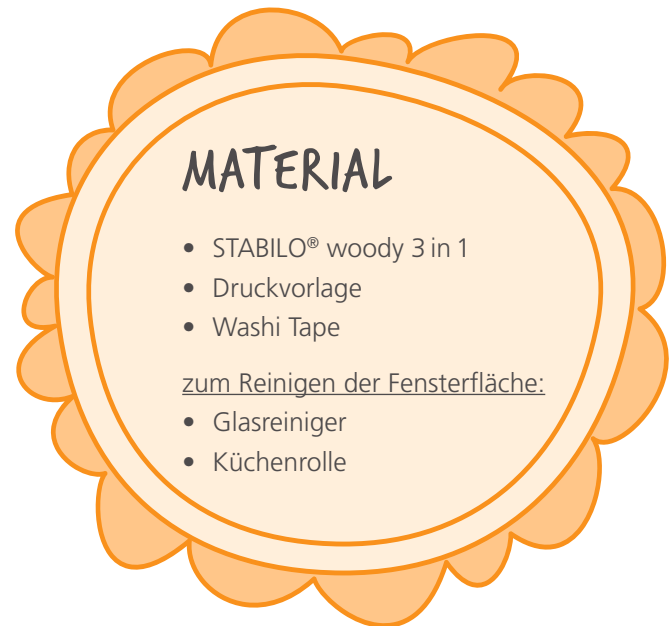 MATERIAL
• STABILO® woody 3 in 1
• Druckvorlage
• Washi Tape
zum Reinigen der Fensterfläche:
• Glasreiniger
• Küchenrolle